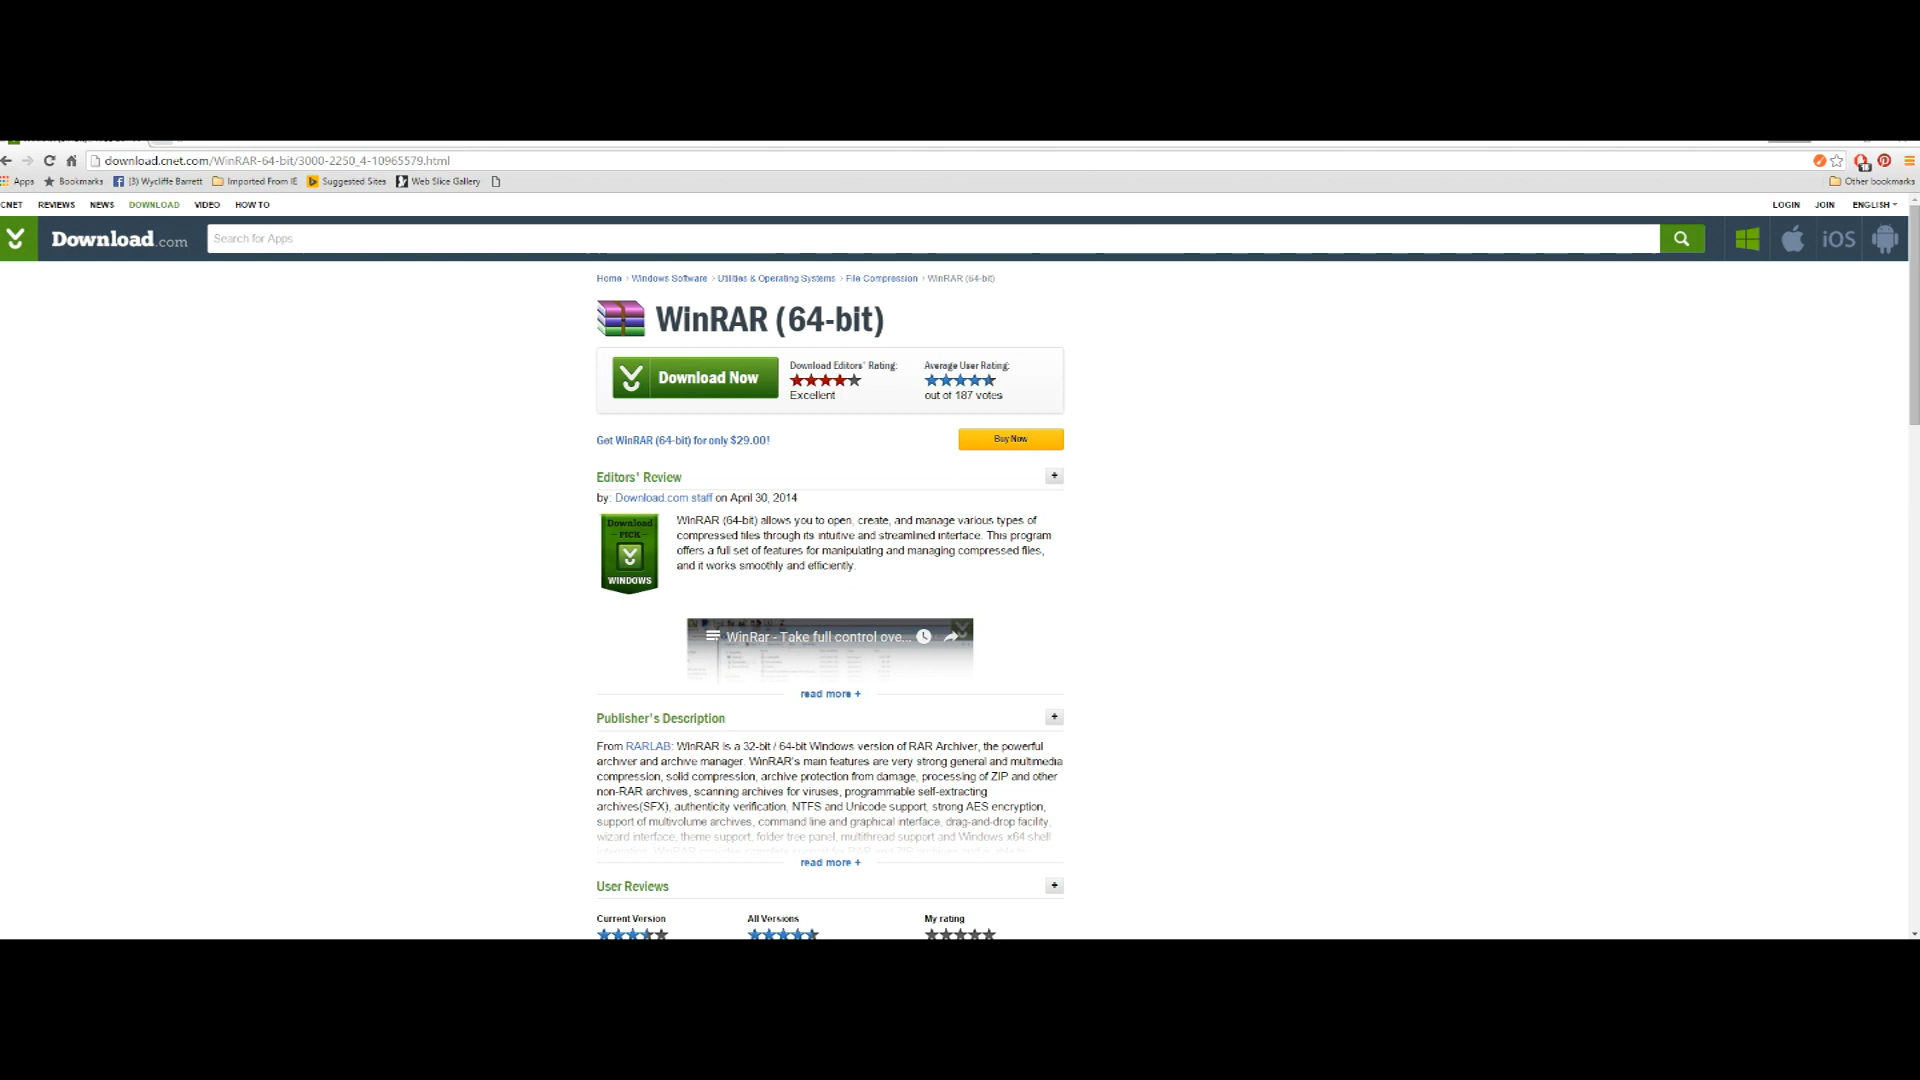 download.cnet.com/WinRAR-64-bit/3000-2250_4-10965579.html
Apps Bookmarks (3) Wycliffe Barrett Imported From IE Suggested Sites Web Slice Gallery Other bookmarks
CNET REVIEWS NEWS VIDEO DOWNLOAD HOW TO LOGIN JOIN ENGLISH
Download.com Search for Apps iOS
Home > Windows Software > Utilities & Operating Systems > File Compression > WinRAR (64-bit)
WinRAR (64-bit)
Download Now
Download Editors' Rating:
Excellent
Average User Rating:
out of 187 votes
Get WinRAR (64-bit) for only $29.00!
Buy Now
Editors' Review
+
by: Download.com staff on April 30, 2014
Download
PICK
WINDOWS
WinRAR (64-bit) allows you to open, create, and manage various types of
compressed files through its intuitive and streamlined interface. This program
offers a full set of features for manipulating and managing compressed files,
and it works smoothly and efficiently.
WinRar - Take full control ove...
read more +
Publisher's Description
+
From RARLAB: WinRAR is a 32-bit / 64-bit Windows version of RAR Archiver, the powerful
archiver and archive manager. WinRAR's main features are very strong general and multimedia
compression, solid compression, archive protection from damage, processing of ZIP and other
non-RAR archives, scanning archives for viruses, programmable self-extracting
archives(SFX), authenticity verification, NTFS and Unicode support, strong AES encryption,
support of multivolume archives, command line and graphical interface, drag-and-drop facility,
wizard interface, theme support, folder tree panel, multithread support and Windows x64 shell
read more +
User Reviews
+
Current Version
All Versions
My rating